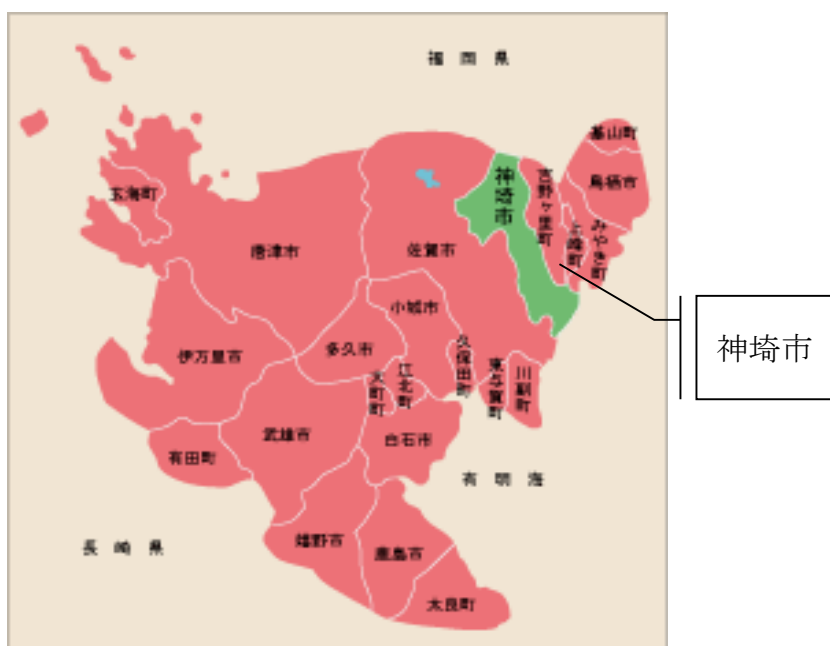 福岡県
基山町
鳥栖市
神埼市
吉野ヶ里町
上峰町
みやき町
玄海町
唐津市
佐賀市
小城市
多久市
伊万里市
大町町
江北町
久保田町
東与賀町
川副町
神埼市
武雄市
白石市
有田町
有明海
嬉野市
鹿島市
長崎県
太良町